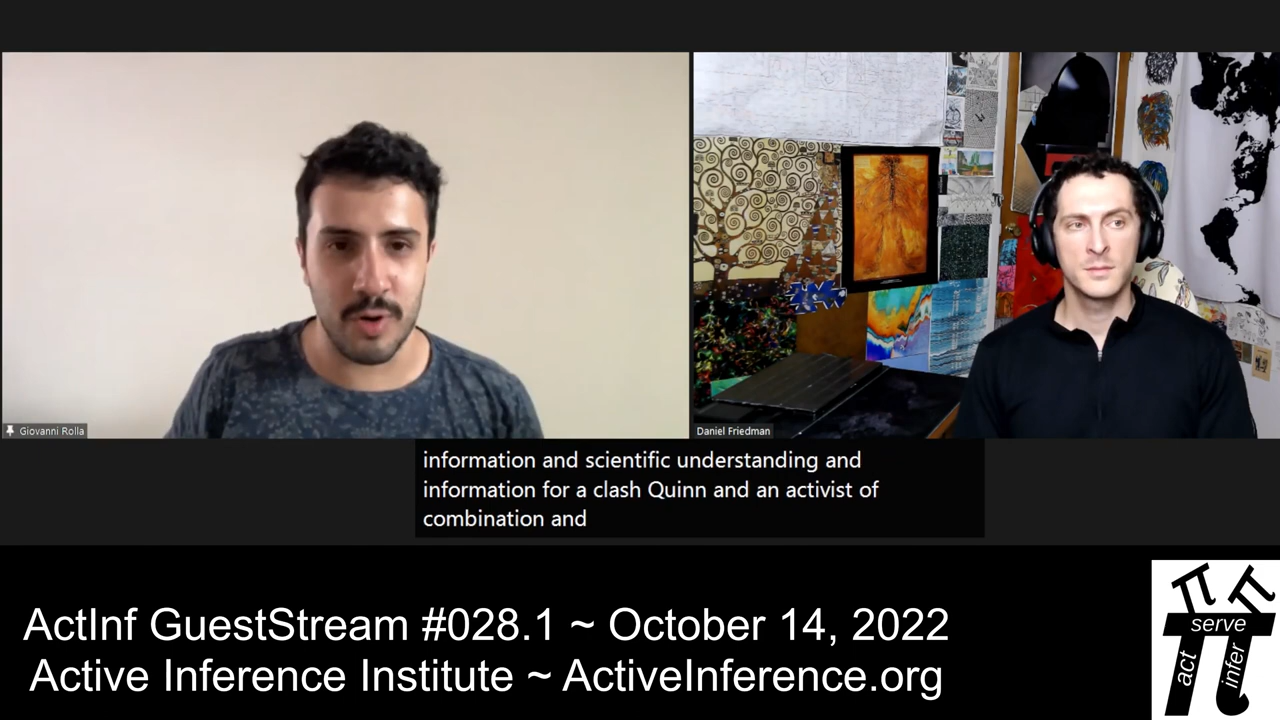 Giovanni Rolla
Daniel Friedman
information and scientific understanding and
information for a clash Quinn and an activist of
combination and
ActInf GuestStream #028.1 ~ October 14, 2022
Active Inference Institute ~ ActiveInference.org
serve
act
infer